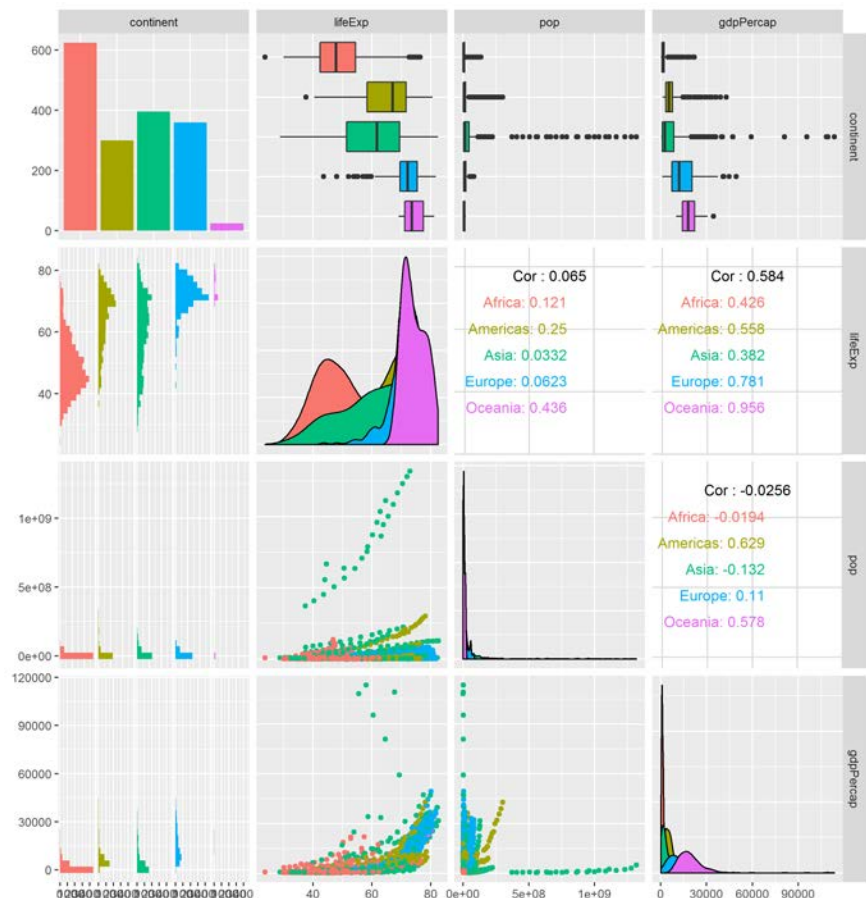 continent
lifeExp
pop
gdpPercap
600
400
200
0
continent
80
60
40
Cor : 0.065
Africa: 0.121
Americas: 0.25
Asia: 0.0332
Europe: 0.0623
Oceania: 0.436
Cor : 0.584
Africa: 0.426
Americas: 0.558
Asia: 0.382
Europe: 0.781
Oceania: 0.956
lifeExp
1e+09
5e+08
0e+00
Cor : -0.0256
Africa: -0.0194
Americas: 0.629
Asia: -0.132
Europe: 0.11
Oceania: 0.578
pop
120000
90000
60000
30000
0
gdpPercap
40 60 80
0e+00 5e+08 1e+09
0 30000 90000